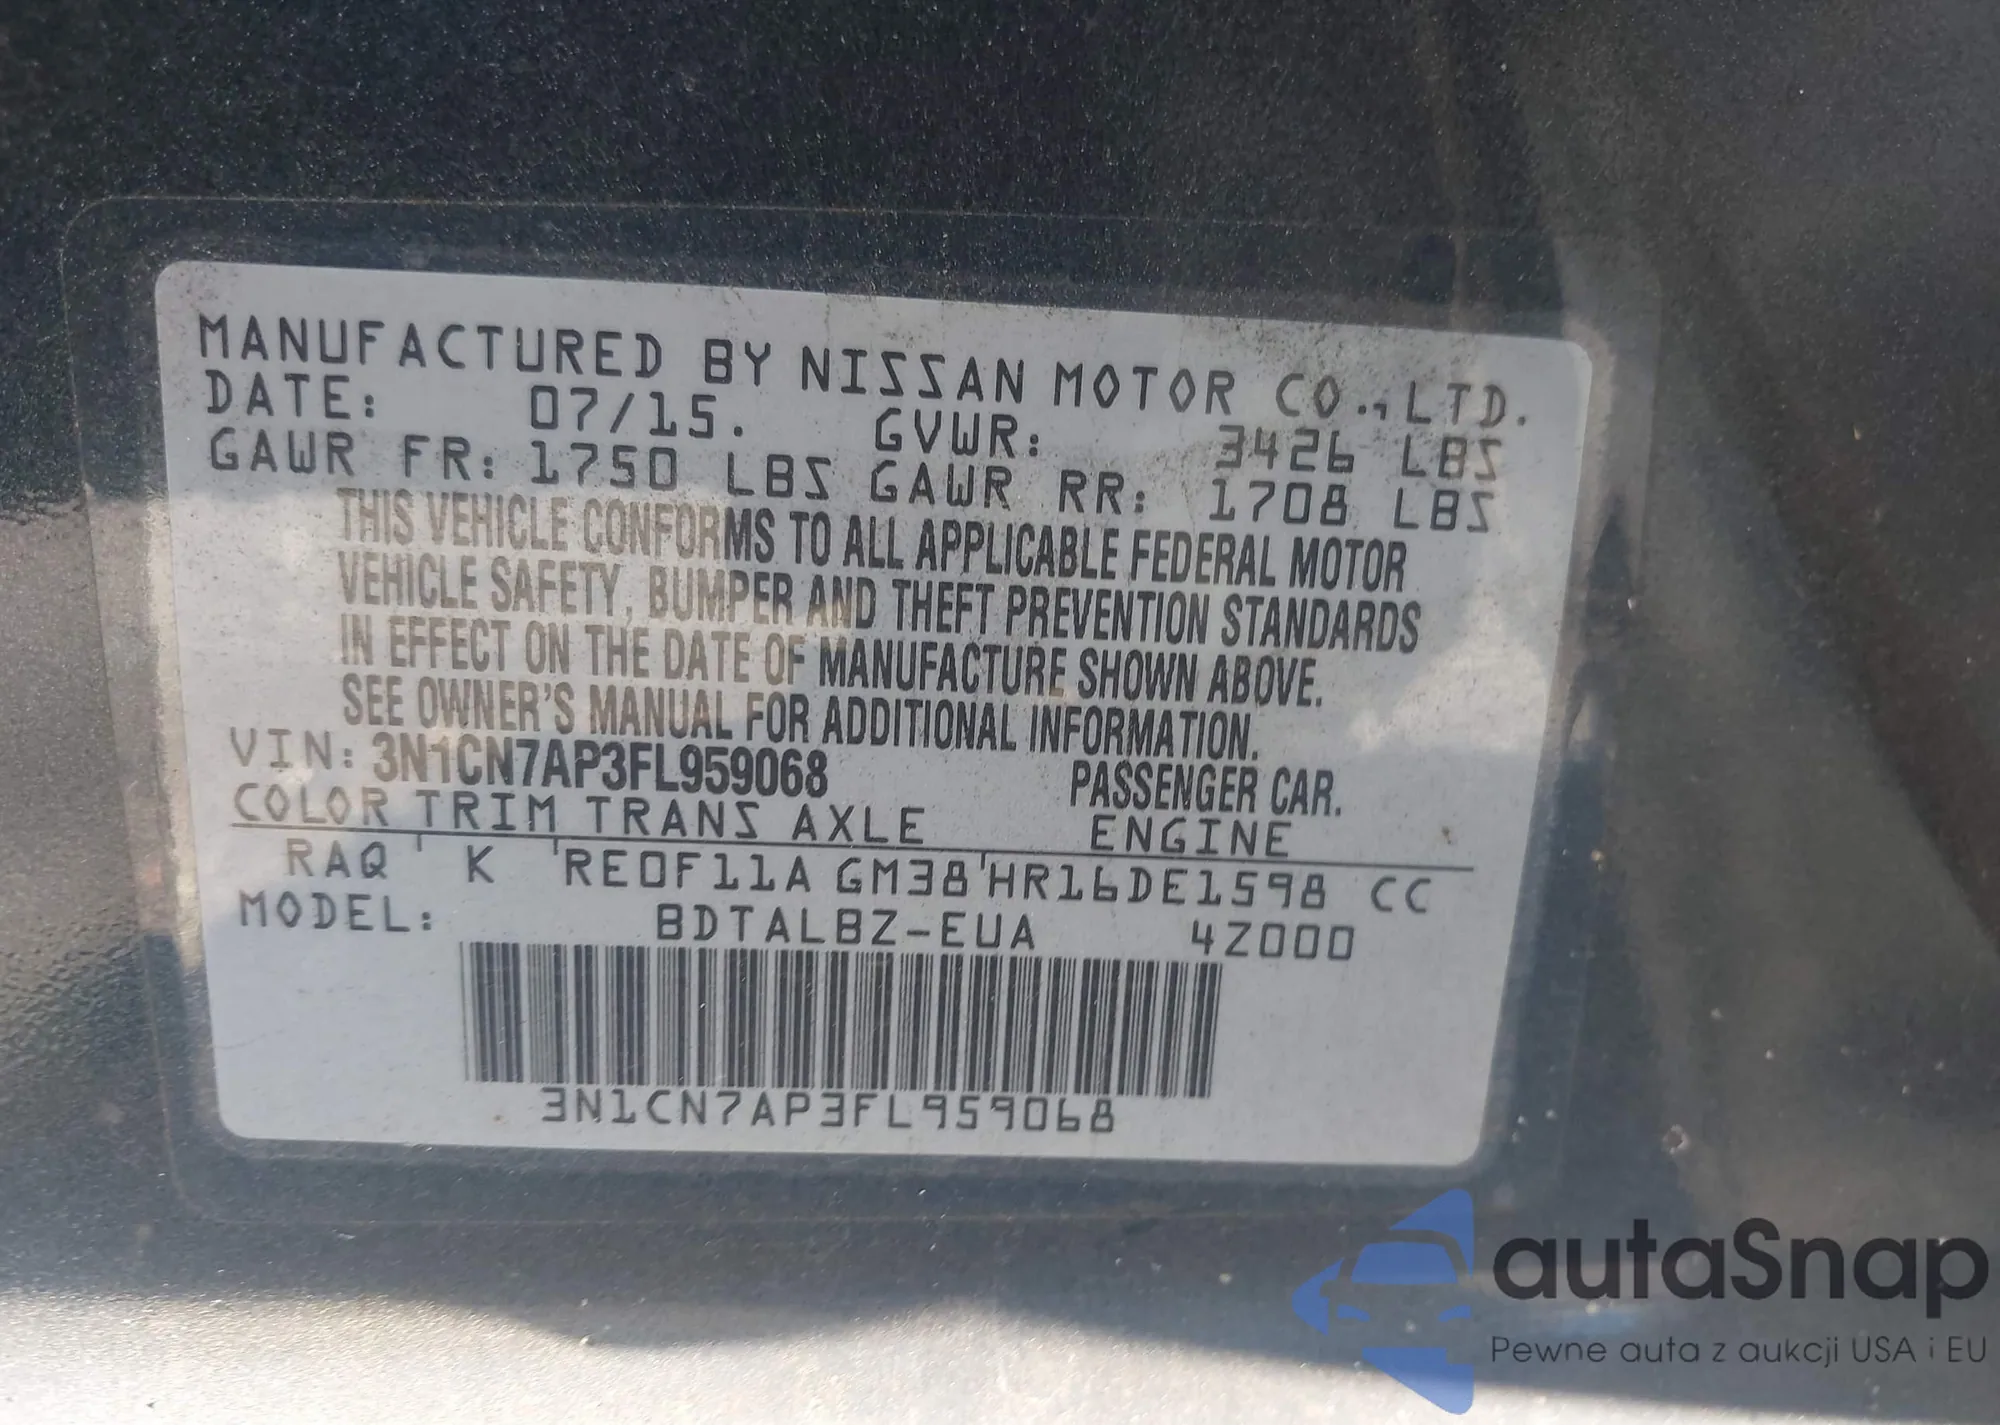 MANUFACTURED BY NISSAN MOTOR CO., LTD.
DATE: 07/15. GVWR: 3426 LBS
GAWR FR: 1750 LBS GAWR RR: 1708 LBS
THIS VEHICLE CONFORMS TO ALL APPLICABLE FEDERAL MOTOR
VEHICLE SAFETY, BUMPER AND THEFT PREVENTION STANDARDS
IN EFFECT ON THE DATE OF MANUFACTURE SHOWN ABOVE.
SEE OWNER'S MANUAL FOR ADDITIONAL INFORMATION.
VIN: 3N1CN7AP3FL959068 PASSENGER CAR.
COLOR TRIM TRANS AXLE ENGINE
RAQ ' K 'RE0F11A GM38'HR16DE1598 CC
MODEL: BDTALBZ-EUA 4Z000
3N1CN7AP3FL959068
autaSnap
Pewne auta z aukcji USA i EU